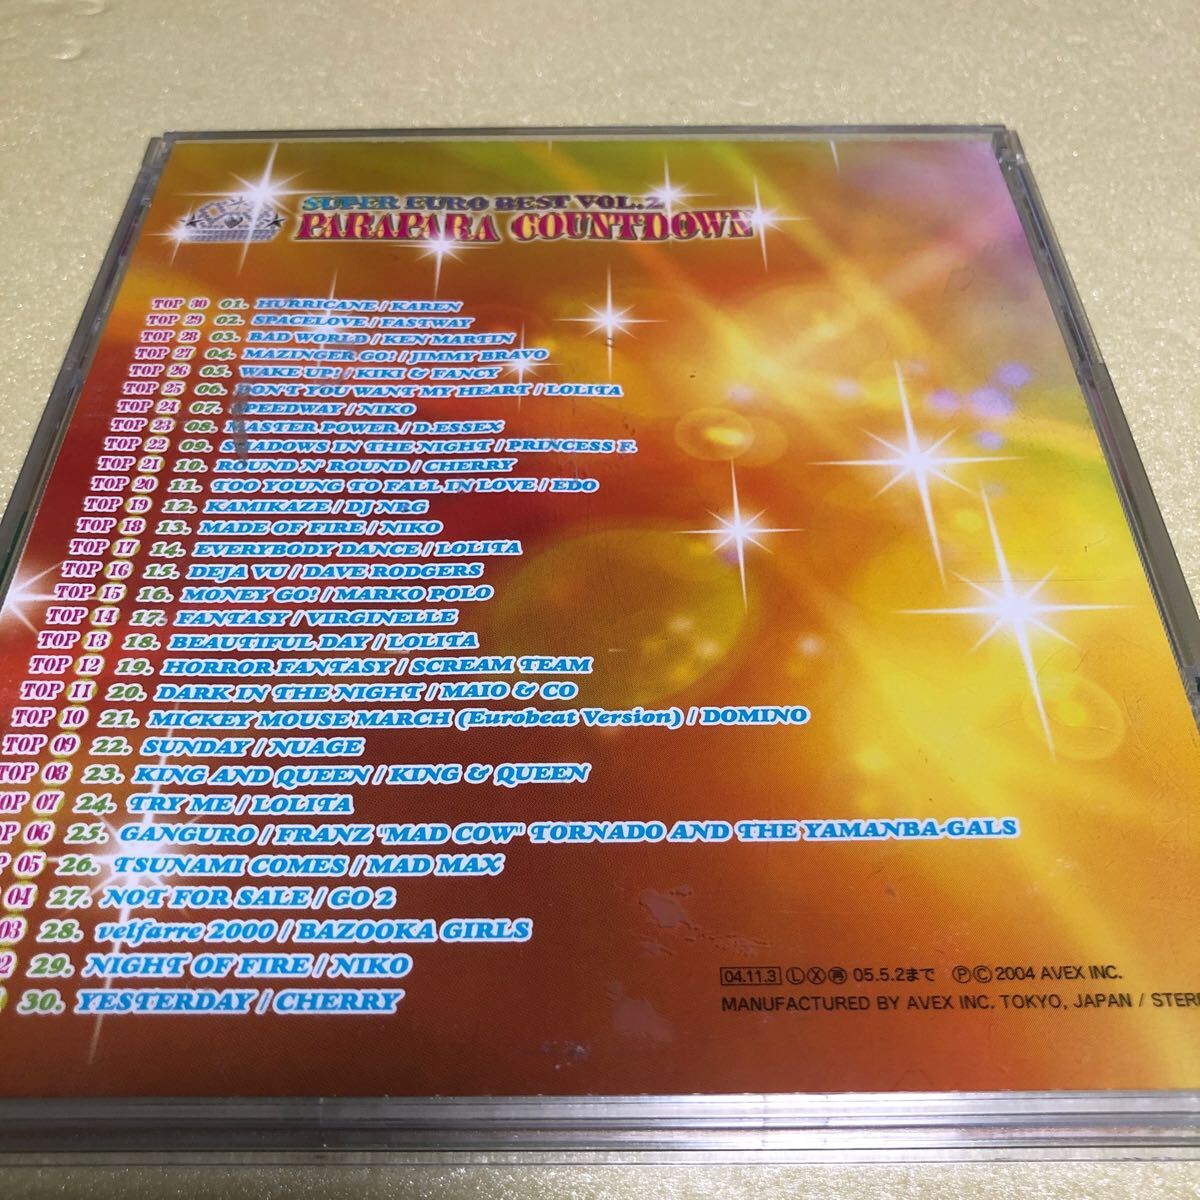 SUPER EURO BEST VOL.2
PARAPARA COUNTDOWN
TOP 30 01. HURRICANE / KAREN
TOP 29 02. SPACELOVE / FASTWAY
TOP 28 03. BAD WORLD / KEN MARTIN
TOP 27 04. MAZINGER GO! / JIMMY BRAVO
TOP 26 05. WAKE UP! / KIKI & FANCY
TOP 25 06. DON'T YOU WANT MY HEART / LOLITA
TOP 24 07. SPEEDWAY / NIKO
TOP 23 08. MASTER POWER / D.ESSEX
TOP 22 09. SHADOWS IN THE NIGHT / PRINCESS F.
TOP 21 10. ROUND N' ROUND / CHERRY
TOP 20 11. TOO YOUNG TO FALL IN LOVE / EDO
TOP 19 12. KAMIKAZE / DJ NRG
TOP 18 13. MADE OF FIRE / NIKO
TOP 17 14. EVERYBODY DANCE / LOLITA
TOP 16 15. DEJA VU / DAVE RODGERS
TOP 15 16. MONEY GO! / MARKO POLO
TOP 14 17. FANTASY / VIRGINELLE
TOP 13 18. BEAUTIFUL DAY / LOLITA
TOP 12 19. HORROR FANTASY / SCREAM TEAM
TOP 11 20. DARK IN THE NIGHT / MAIO & CO
TOP 10 21. MICKEY MOUSE MARCH (Eurobeat Version) / DOMINO
TOP 09 22. SUNDAY / NUAGE
TOP 08 23. KING AND QUEEN / KING & QUEEN
TOP 07 24. TRY ME / LOLITA
OP 06 25. GANGURO / FRANZ "MAD COW" TORNADO AND THE YAMANBA-GALS
P 05 26. TSUNAMI COMES / MAD MAX
04 27. NOT FOR SALE / GO 2
03 28. velfarre 2000 / BAZOOKA GIRLS
2 29. NIGHT OF FIRE / NIKO
30. YESTERDAY / CHERRY
04.11.3 Ⓛ Ⓧ ㊢ 05.5.2まで ℗© 2004 AVEX INC.
MANUFACTURED BY AVEX INC. TOKYO, JAPAN / STERE